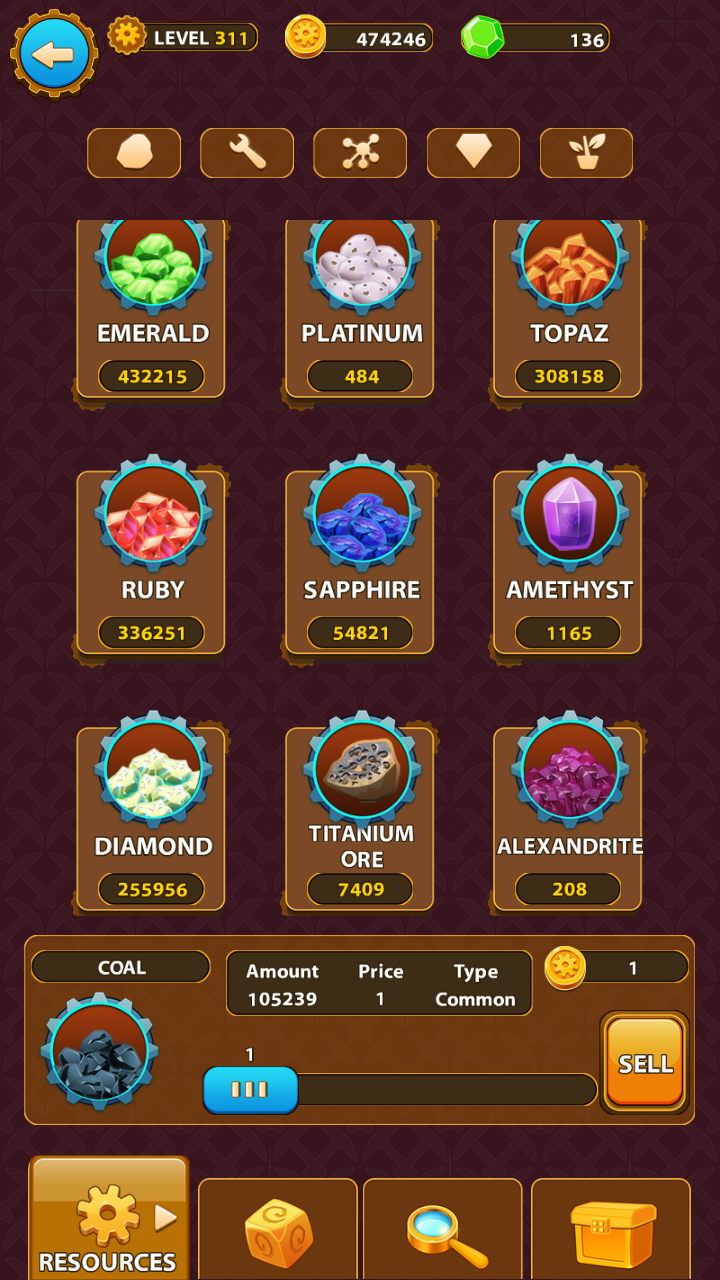 LEVEL 311 474246 136
EMERALD PLATINUM TOPAZ
432215 484 308158
RUBY SAPPHIRE AMETHYST
336251 54821 1165
DIAMOND TITANIUM ORE ALEXANDRITE
255956 7409 208
COAL
Amount Price Type
105239 1 Common
1
1
SELL
RESOURCES